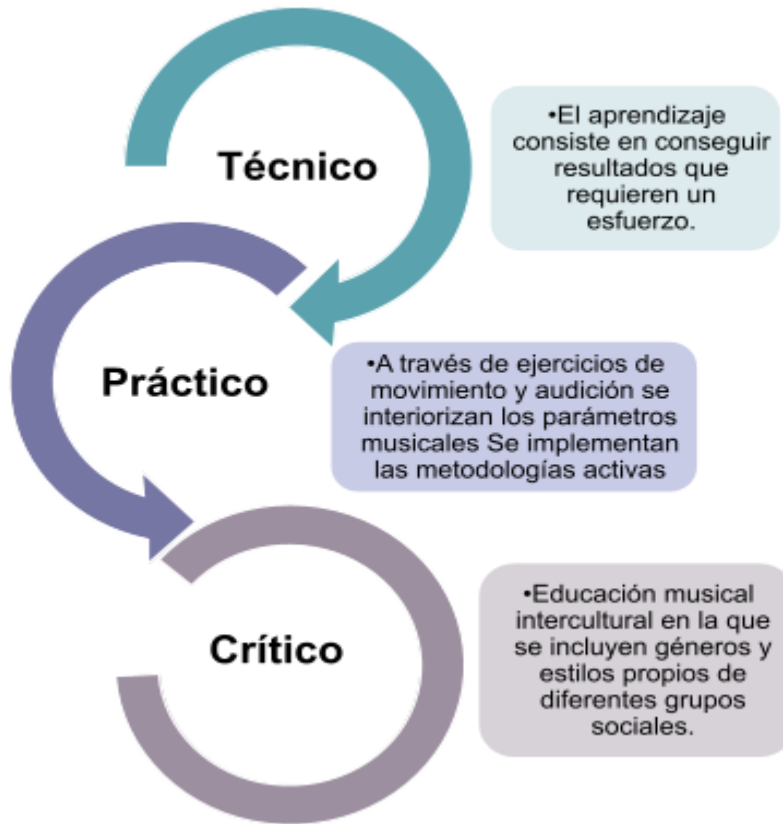 Técnico
•El aprendizaje
consiste en conseguir
resultados que
requieren un
esfuerzo.
Práctico
•A través de ejercicios de
movimiento y audición se
interiorizan los parámetros
musicales Se implementan
las metodologías activas
Crítico
•Educación musical
intercultural en la que
se incluyen géneros y
estilos propios de
diferentes grupos
sociales.